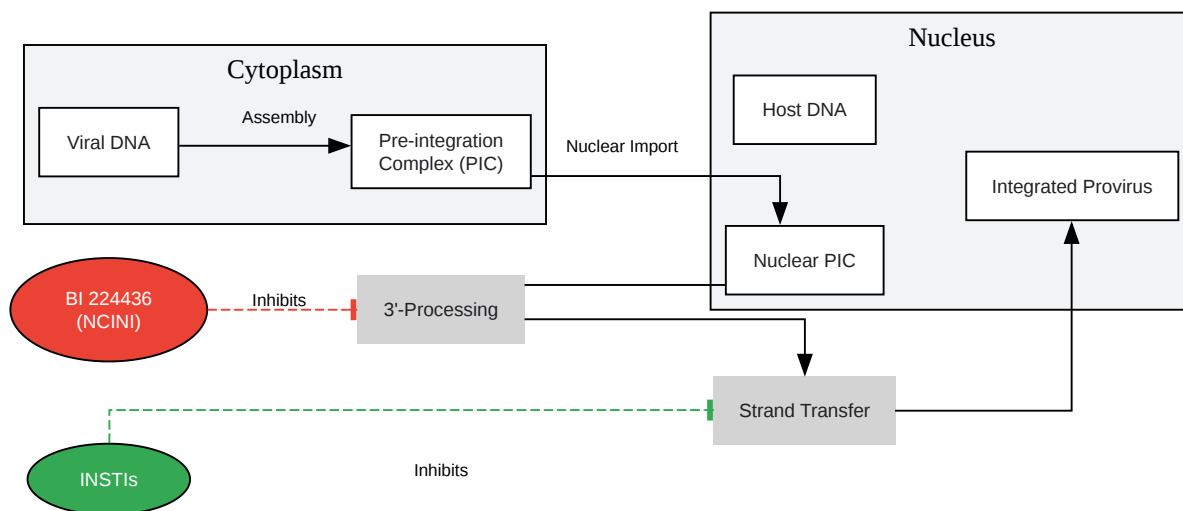 Nucleus
Cytoplasm
Host DNA
Assembly
Viral DNA
Pre-integration
Complex (PIC)
Nuclear Import
Integrated Provirus
Nuclear PIC
BI 224436
(NCINI)
Inhibits
3'-Processing
Strand Transfer
Inhibits
INSTIs